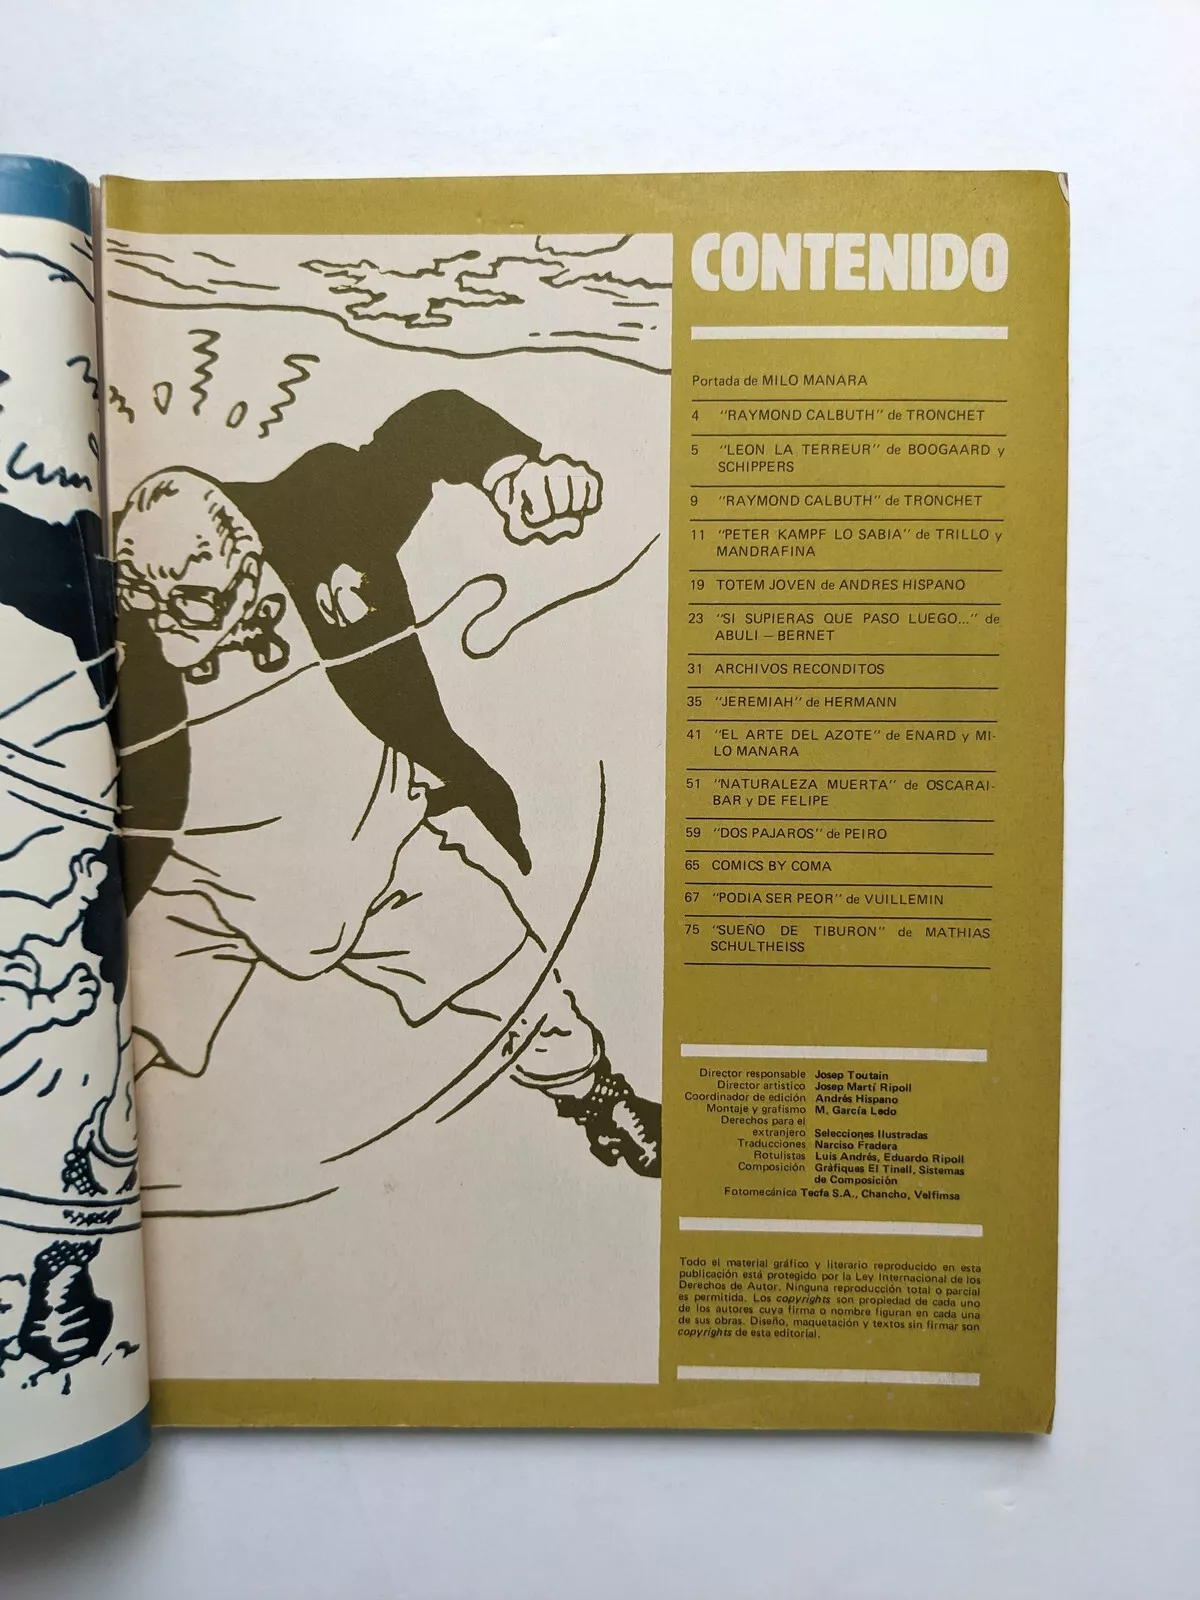 CONTENIDO
Portada de MILO MANARA
4 "RAYMOND CALBUTH" de TRONCHET
5 "LEON LA TERREUR" de BOOGAARD y
SCHIPPERS
9 "RAYMOND CALBUTH" de TRONCHET
11 "PETER KAMPF LO SABIA" de TRILLO y
MANDRAFINA
19 TOTEM JOVEN de ANDRES HISPANO
23 "SI SUPIERAS QUE PASO LUEGO..." de
ABULI – BERNET
31 ARCHIVOS RECONDITOS
35 "JEREMIAH" de HERMANN
41 "EL ARTE DEL AZOTE" de ENARD y MI-
LO MANARA
51 "NATURALEZA MUERTA" de OSCARAI-
BAR y DE FELIPE
59 "DOS PAJAROS" de PEIRO
65 COMICS BY COMA
67 "PODIA SER PEOR" de VUILLEMIN
75 "SUEÑO DE TIBURON" de MATHIAS
SCHULTHEISS
Director responsable Josep Toutain
Director artístico Josep Martí Ripoll
Coordinador de edición Andrés Hispano
Montaje y grafismo M. García Ledo
Derechos para el
extranjero Selecciones Ilustradas
Traducciones Narciso Fradera
Rotulistas Luis Andrés, Eduardo Ripoll
Composición Gràfiques El Tinell, Sistemas
de Composición
Fotomecánica Tecfa S.A., Chancho, Velfimsa
Todo el material gráfico y literario reproducido en esta
publicación está protegido por la Ley Internacional de los
Derechos de Autor. Ninguna reproducción total o parcial
es permitida. Los copyrights son propiedad de cada uno
de los autores cuya firma o nombre figuran en cada una
de sus obras. Diseño, maquetación y textos sin firmar son
copyrights de esta editorial.